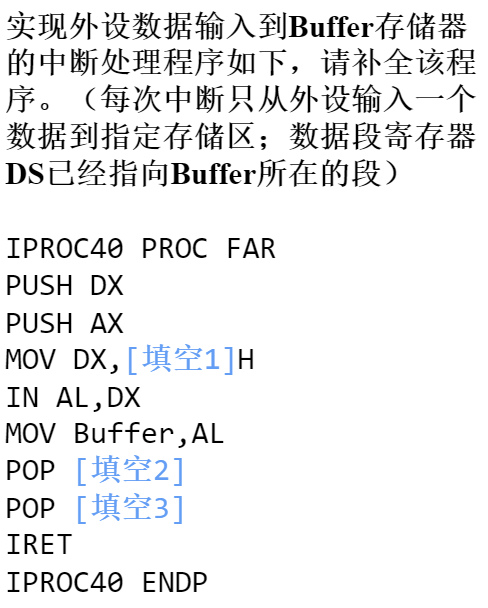 实现外设数据输入到Buffer存储器
的中断处理程序如下，请补全该程
序。（每次中断只从外设输入一个
数据到指定存储区；数据段寄存器
DS已经指向Buffer所在的段）
IPROC40 PROC FAR
PUSH DX
PUSH AX
MOV DX,[填空1]H
IN AL,DX
MOV Buffer,AL
POP [填空2]
POP [填空3]
IRET
IPROC40 ENDP